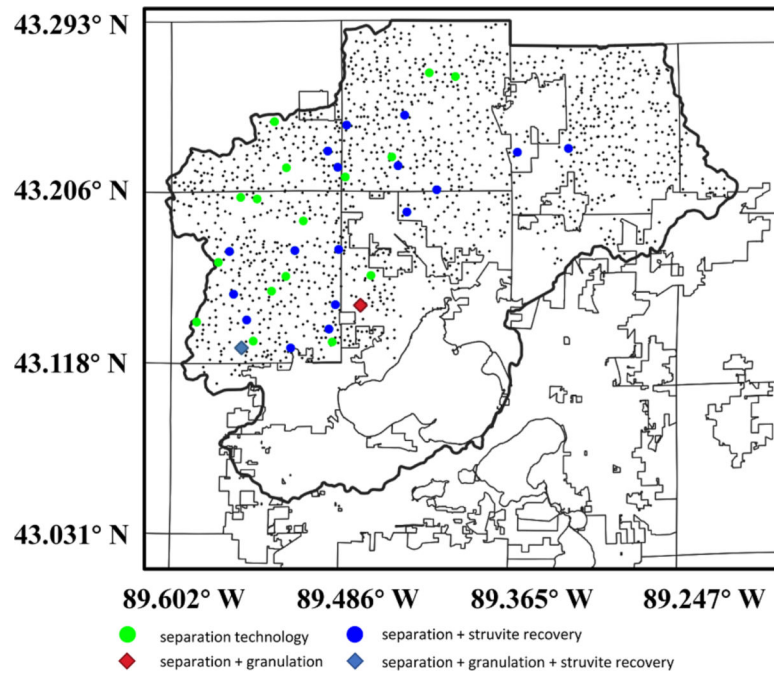 43.293° N
43.206° N
43.118° N
43.031° N
89.602° W 89.486° W 89.365° W 89.247° W
separation technology separation + struvite recovery
separation + granulation separation + granulation + struvite recovery